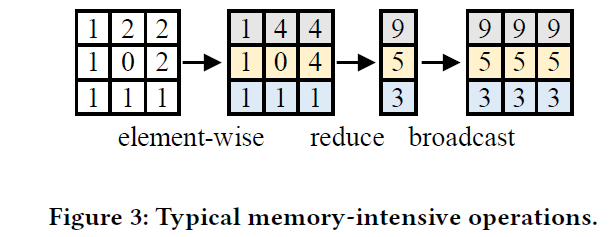 1 2 2 1 4 4 9 9 9 9
1 0 2 1 0 4 5 5 5 5
1 1 1 1 1 1 3 3 3 3
element-wise reduce broadcast
Figure 3: Typical memory-intensive operations.